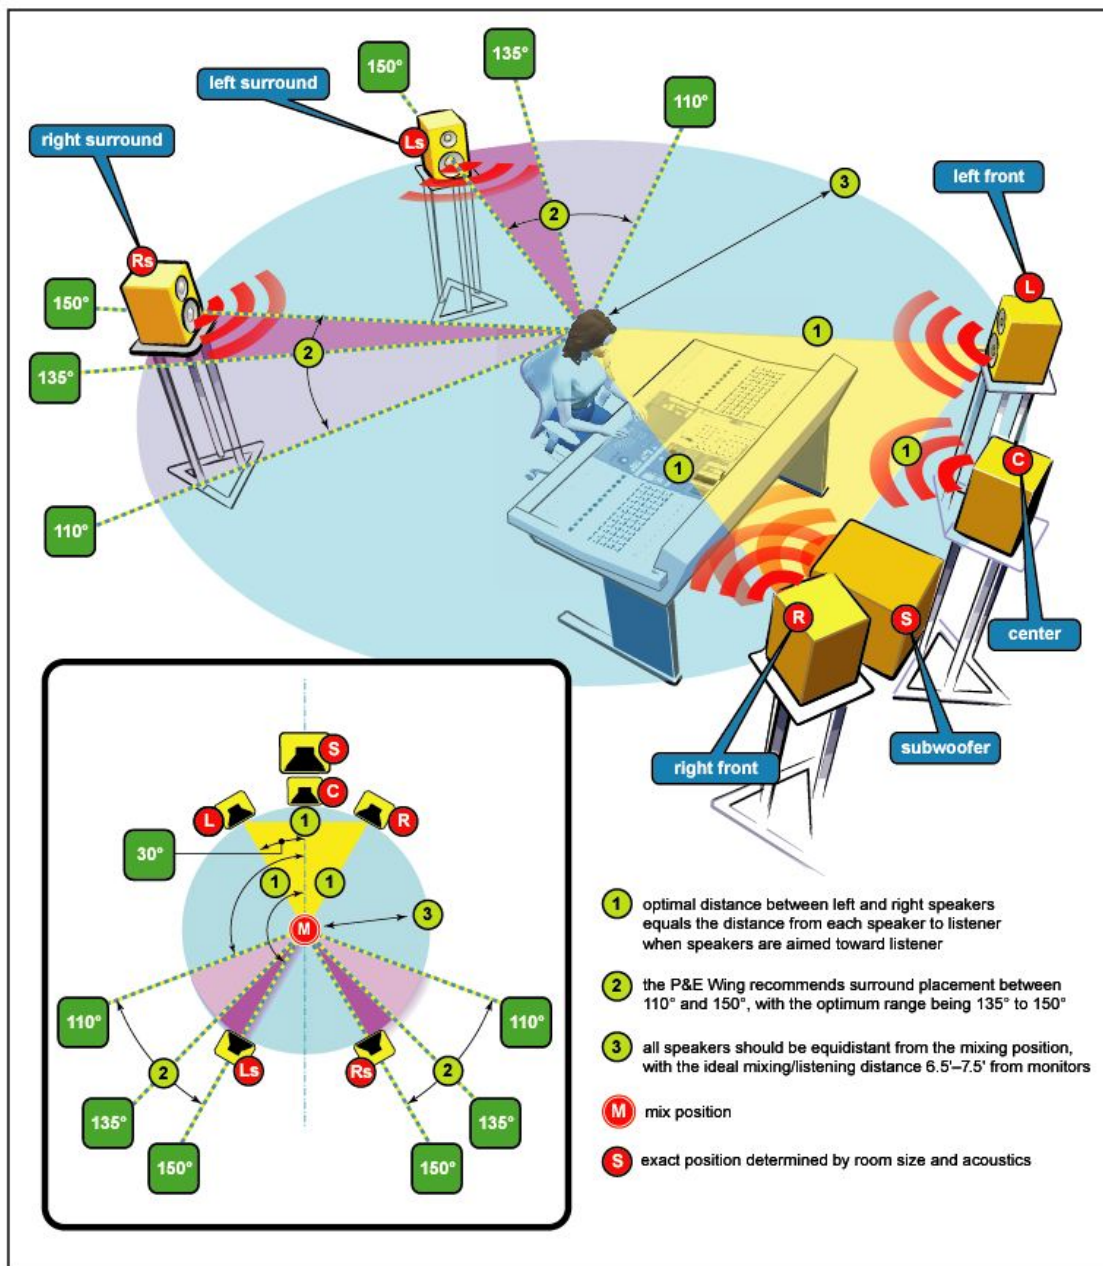 150°
135°
110°
left surround
right surround
Ls
3
left front
2
Rs
L
150°
1
2
135°
1
1
C
110°
R
S
center
subwoofer
right front
S
C
L
R
1
30°
1
1
3
M
110°
110°
Ls
Rs
2
2
135°
135°
150°
150°
1 optimal distance between left and right speakers
equals the distance from each speaker to listener
when speakers are aimed toward listener
2 the P&E Wing recommends surround placement between
110° and 150°, with the optimum range being 135° to 150°
3 all speakers should be equidistant from the mixing position,
with the ideal mixing/listening distance 6.5'–7.5' from monitors
M mix position
S exact position determined by room size and acoustics